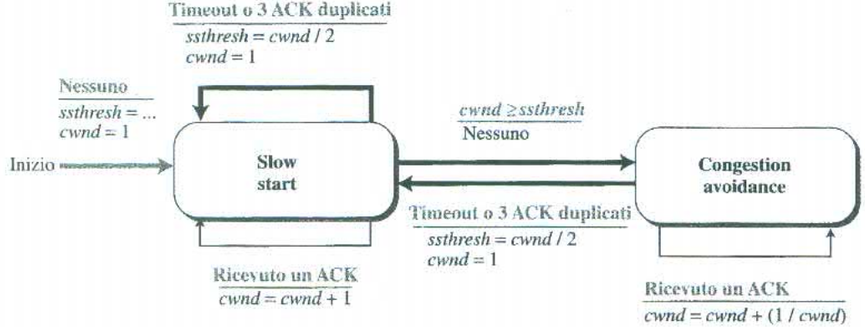 Timeout o 3 ACK duplicati
ssthresh = cwnd / 2
cwnd = 1
Nessuno
ssthresh = ...
cwnd = 1
Inizio
Slow
start
cwnd ≥ ssthresh
Nessuno
Congestion
avoidance
Timeout o 3 ACK duplicati
ssthresh = cwnd / 2
cwnd = 1
Ricevuto un ACK
cwnd = cwnd + 1
Ricevuto un ACK
cwnd = cwnd + (1 / cwnd)